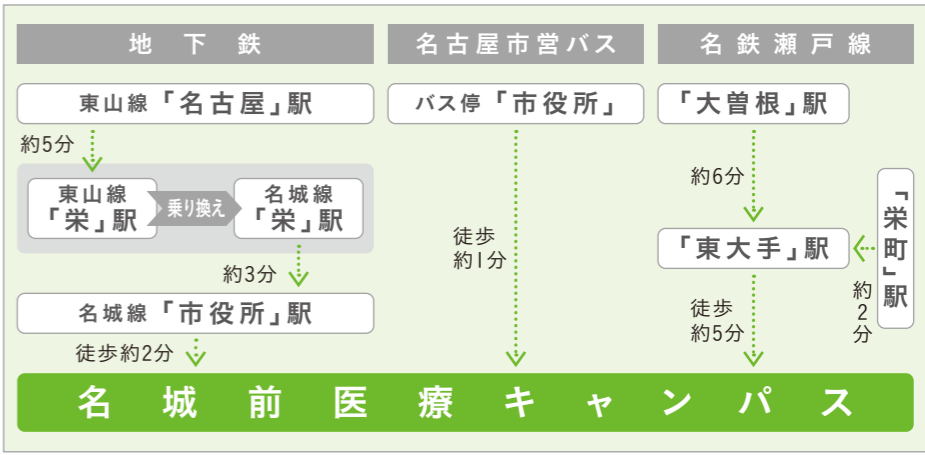 地下鉄
東山線「名古屋」駅
約5分
東山線
「栄」駅
乗り換え
名城線
「栄」駅
約3分
名城線「市役所」駅
徒歩約2分
名古屋市営バス
バス停「市役所」
徒歩
約1分
名鉄瀬戸線
「大曽根」駅
約6分
「東大手」駅
「栄町」駅
約2分
徒歩
約5分
名城前医療キャンパス